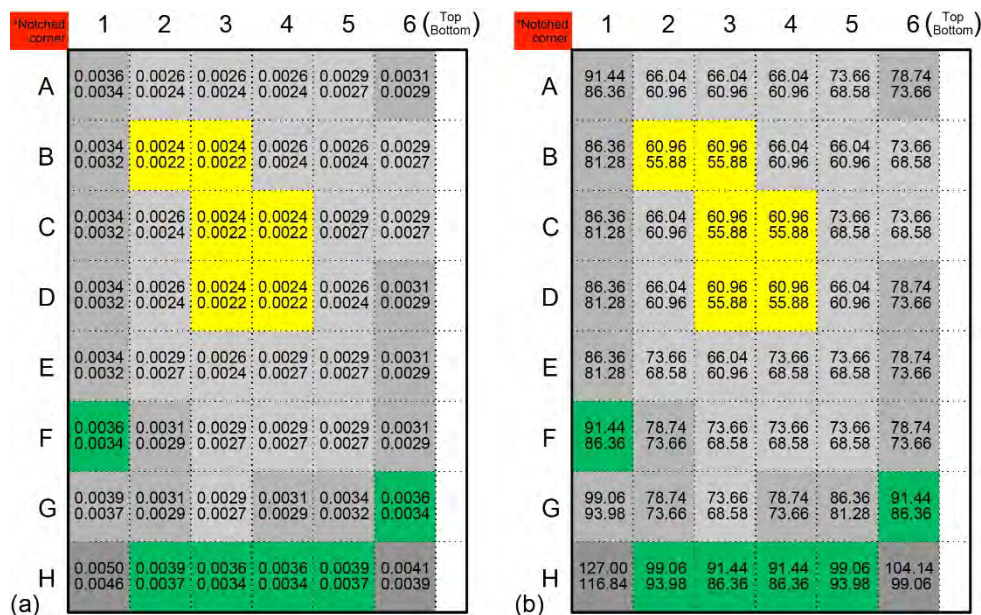 *Notched corner 1 2 3 4 5 6 (Top Bottom) *Notched corner 1 2 3 4 5 6 (Top Bottom)
A 0.0036 0.0026 0.0026 0.0026 0.0029 0.0031 A 91.44 66.04 66.04 66.04 73.66 78.74
0.0034 0.0024 0.0024 0.0024 0.0027 0.0029 86.36 60.96 60.96 60.96 68.58 73.66
B 0.0034 0.0024 0.0024 0.0026 0.0026 0.0029 B 86.36 60.96 60.96 66.04 66.04 73.66
0.0032 0.0022 0.0022 0.0024 0.0024 0.0027 81.28 55.88 55.88 60.96 60.96 68.58
C 0.0034 0.0026 0.0024 0.0024 0.0029 0.0029 C 86.36 66.04 60.96 60.96 73.66 73.66
0.0032 0.0024 0.0022 0.0022 0.0027 0.0027 81.28 60.96 55.88 55.88 68.58 68.58
D 0.0034 0.0026 0.0024 0.0024 0.0026 0.0031 D 86.36 66.04 60.96 60.96 66.04 78.74
0.0032 0.0024 0.0022 0.0022 0.0024 0.0029 81.28 60.96 55.88 55.88 60.96 73.66
E 0.0034 0.0029 0.0026 0.0029 0.0029 0.0031 E 86.36 73.66 66.04 73.66 73.66 78.74
0.0032 0.0027 0.0024 0.0027 0.0027 0.0029 81.28 68.58 60.96 68.58 68.58 73.66
F 0.0036 0.0031 0.0029 0.0029 0.0029 0.0031 F 91.44 78.74 73.66 73.66 73.66 78.74
0.0034 0.0029 0.0027 0.0027 0.0027 0.0029 86.36 73.66 68.58 68.58 68.58 73.66
G 0.0039 0.0031 0.0029 0.0031 0.0034 0.0036 G 99.06 78.74 73.66 78.74 86.36 91.44
0.0037 0.0029 0.0027 0.0029 0.0032 0.0034 93.98 73.66 68.58 73.66 81.28 86.36
H 0.0050 0.0039 0.0036 0.0036 0.0039 0.0041 H 127.00 99.06 91.44 91.44 99.06 104.14
0.0046 0.0037 0.0034 0.0034 0.0037 0.0039 116.84 93.98 86.36 86.36 93.98 99.06
(a) (b)